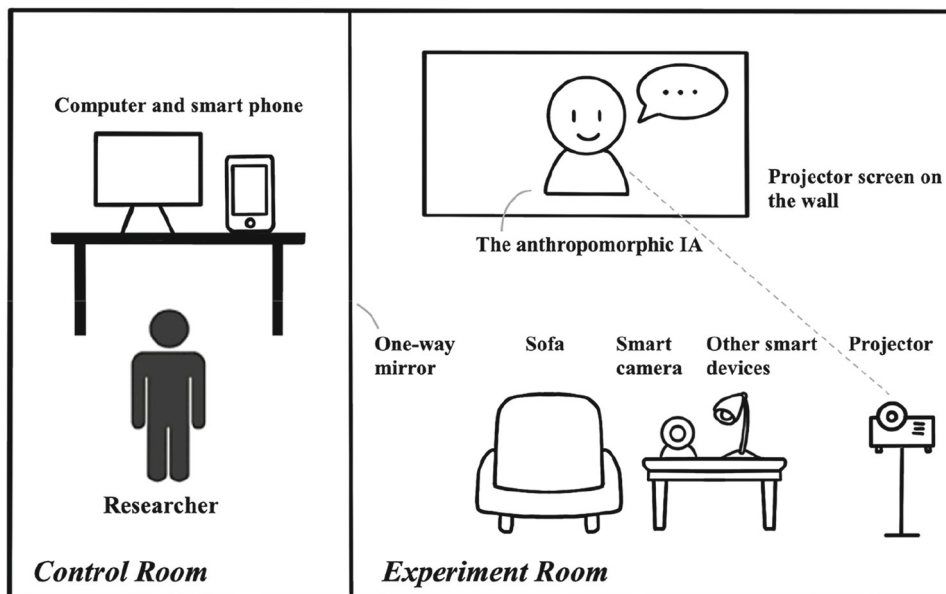 Computer and smart phone
Researcher
Control Room
Projector screen on
the wall
The anthropomorphic IA
One-way
mirror
Sofa
Smart
camera
Other smart
devices
Projector
Experiment Room